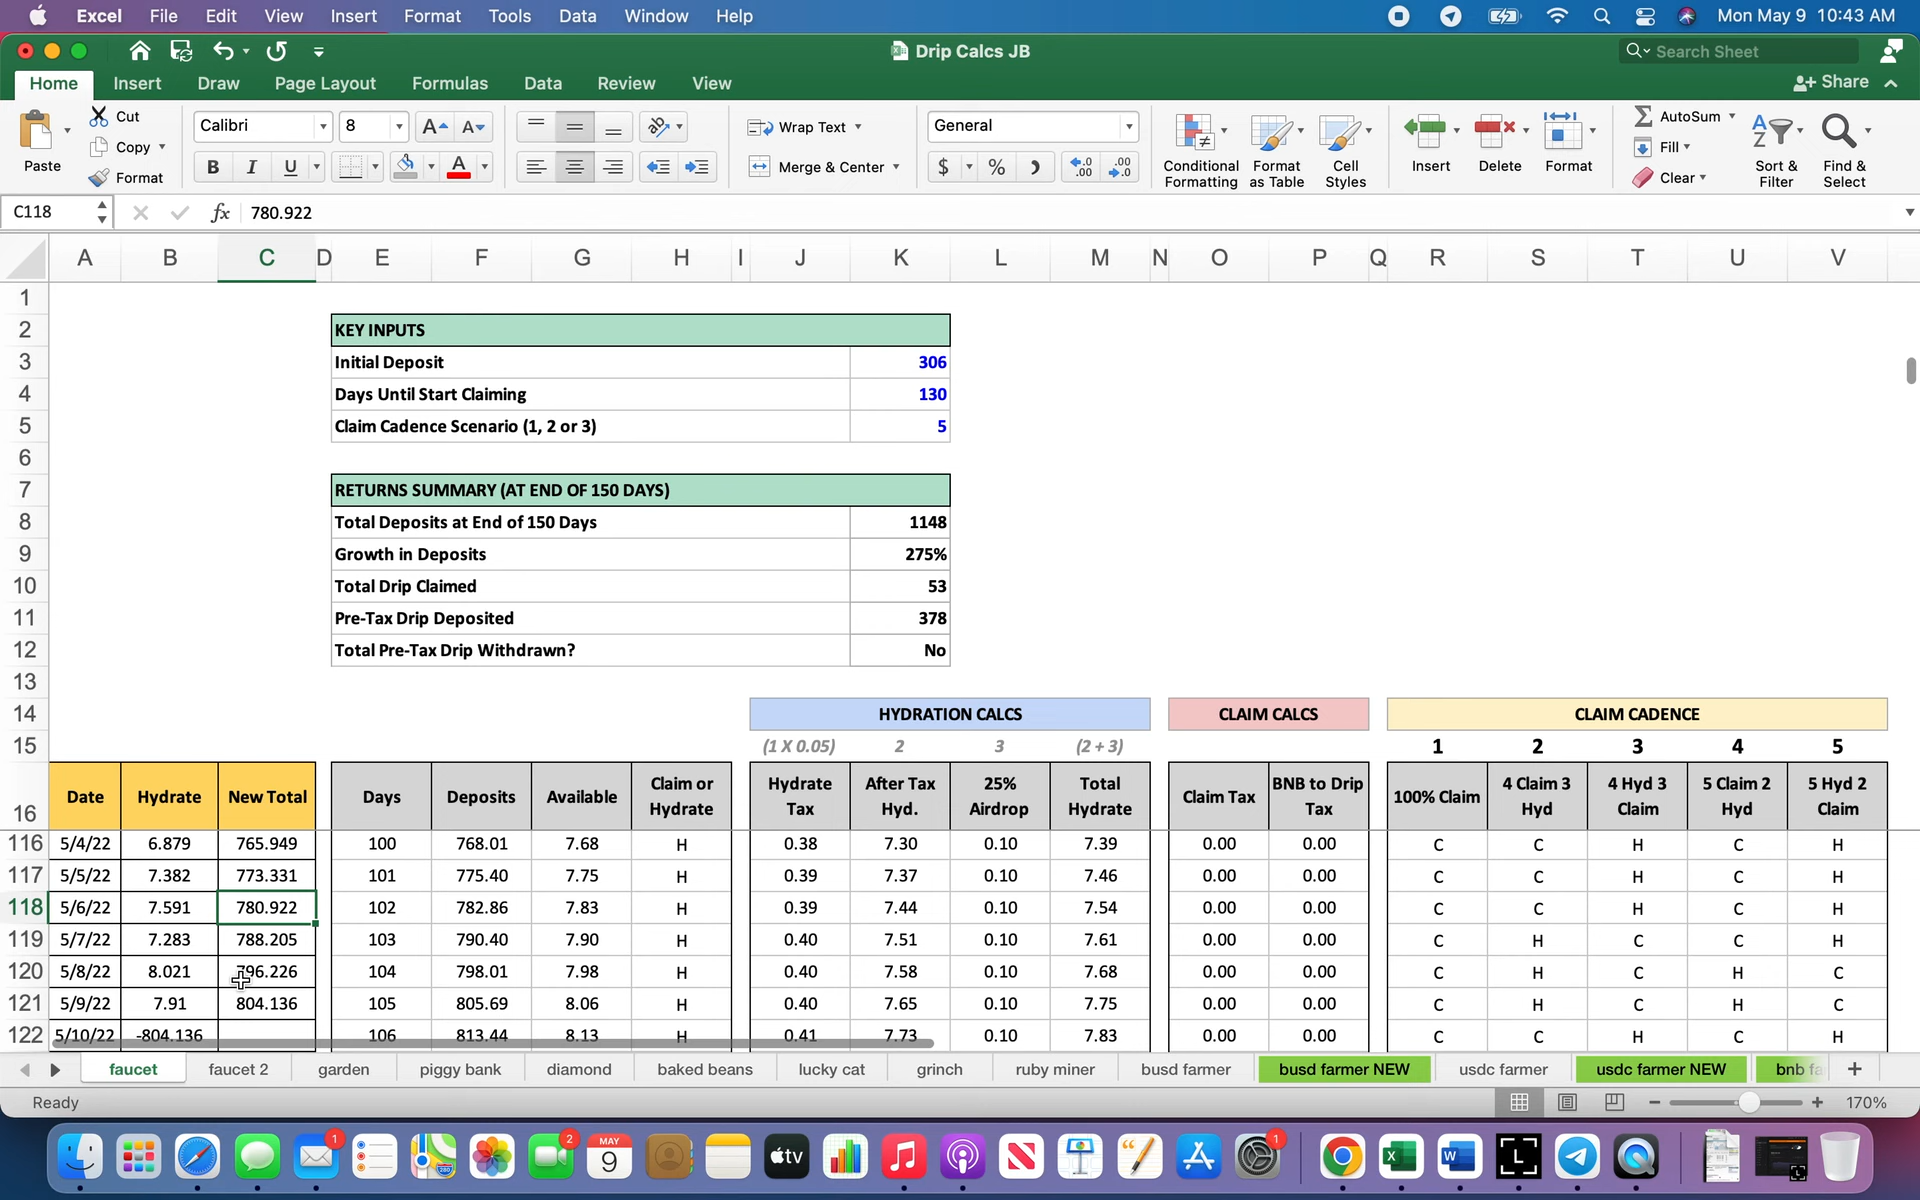 Excel File Edit View Insert Format Tools Data Window Help Mon May 9 10:43 AM
Drip Calcs JB Search Sheet
Home Insert Draw Page Layout Formulas Data Review View Share
Paste Cut Copy Format
Calibri 8 A A
B I U A
Wrap Text
Merge & Center
General
$ % .0 .00 .00 .0
Conditional Formatting
Format as Table
Cell Styles
Insert Delete Format
AutoSum Fill Clear
Sort & Filter
Find & Select
C118 fx 780.922
A B C D E F G H I J K L M N O P Q R S T U V
1
2 KEY INPUTS
3 Initial Deposit 306
4 Days Until Start Claiming 130
5 Claim Cadence Scenario (1, 2 or 3) 5
6
7 RETURNS SUMMARY (AT END OF 150 DAYS)
8 Total Deposits at End of 150 Days 1148
9 Growth in Deposits 275%
10 Total Drip Claimed 53
11 Pre-Tax Drip Deposited 378
12 Total Pre-Tax Drip Withdrawn? No
13
14 HYDRATION CALCS CLAIM CALCS CLAIM CADENCE
15 (1 X 0.05) 2 3 (2 + 3) 1 2 3 4 5
16 Date Hydrate New Total Days Deposits Available Claim or Hydrate Hydrate Tax After Tax Hyd. 25% Airdrop Total Hydrate Claim Tax BNB to Drip Tax 100% Claim 4 Claim 3 Hyd 4 Hyd 3 Claim 5 Claim 2 Hyd 5 Hyd 2 Claim
116 5/4/22 6.879 765.949 100 768.01 7.68 H 0.38 7.30 0.10 7.39 0.00 0.00 C C H C H
117 5/5/22 7.382 773.331 101 775.40 7.75 H 0.39 7.37 0.10 7.46 0.00 0.00 C C H C H
118 5/6/22 7.591 780.922 102 782.86 7.83 H 0.39 7.44 0.10 7.54 0.00 0.00 C C H C H
119 5/7/22 7.283 788.205 103 790.40 7.90 H 0.40 7.51 0.10 7.61 0.00 0.00 C H C C H
120 5/8/22 8.021 796.226 104 798.01 7.98 H 0.40 7.58 0.10 7.68 0.00 0.00 C H C H C
121 5/9/22 7.91 804.136 105 805.69 8.06 H 0.40 7.65 0.10 7.75 0.00 0.00 C H C H C
122 5/10/22 -804.136 106 813.44 8.13 H 0.41 7.73 0.10 7.83 0.00 0.00 C C H C H
faucet faucet 2 garden piggy bank diamond baked beans lucky cat grinch ruby miner busd farmer busd farmer NEW usdc farmer usdc farmer NEW bnb fa
Ready 170%
1 2 MAY 9 tv 1